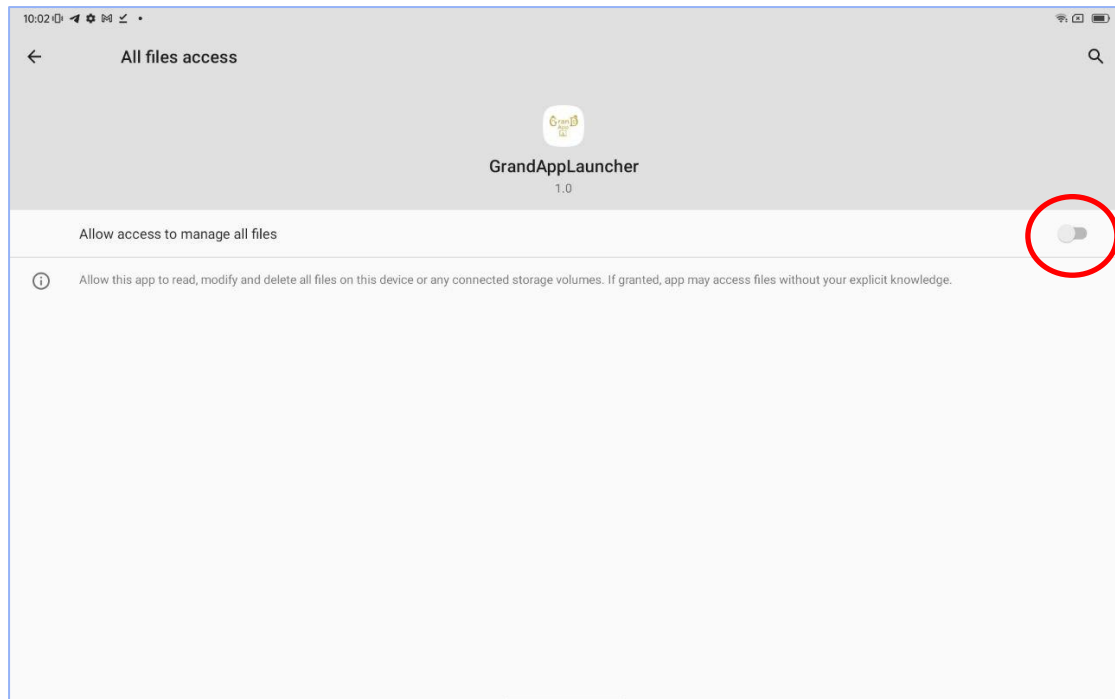 10:02
All files access
GranD
App
GrandAppLauncher
1.0
Allow access to manage all files
Allow this app to read, modify and delete all files on this device or any connected storage volumes. If granted, app may access files without your explicit knowledge.